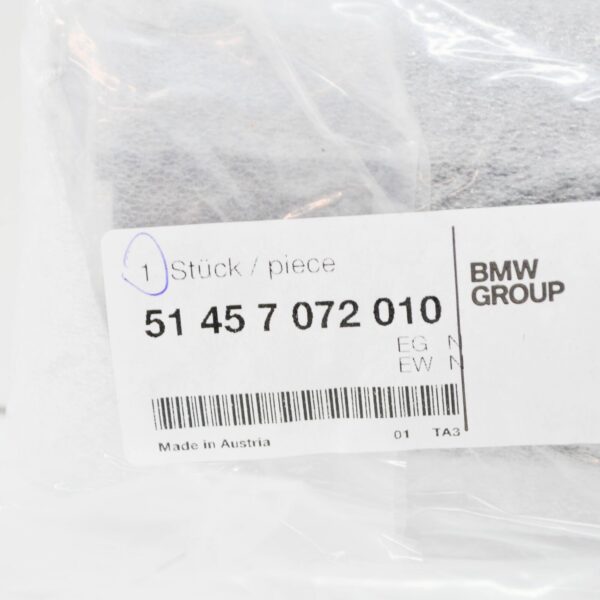 1 Stück / piece
51 45 7 072 010
EG N
EW N
Made in Austria 01 TA3
BMW
GROUP